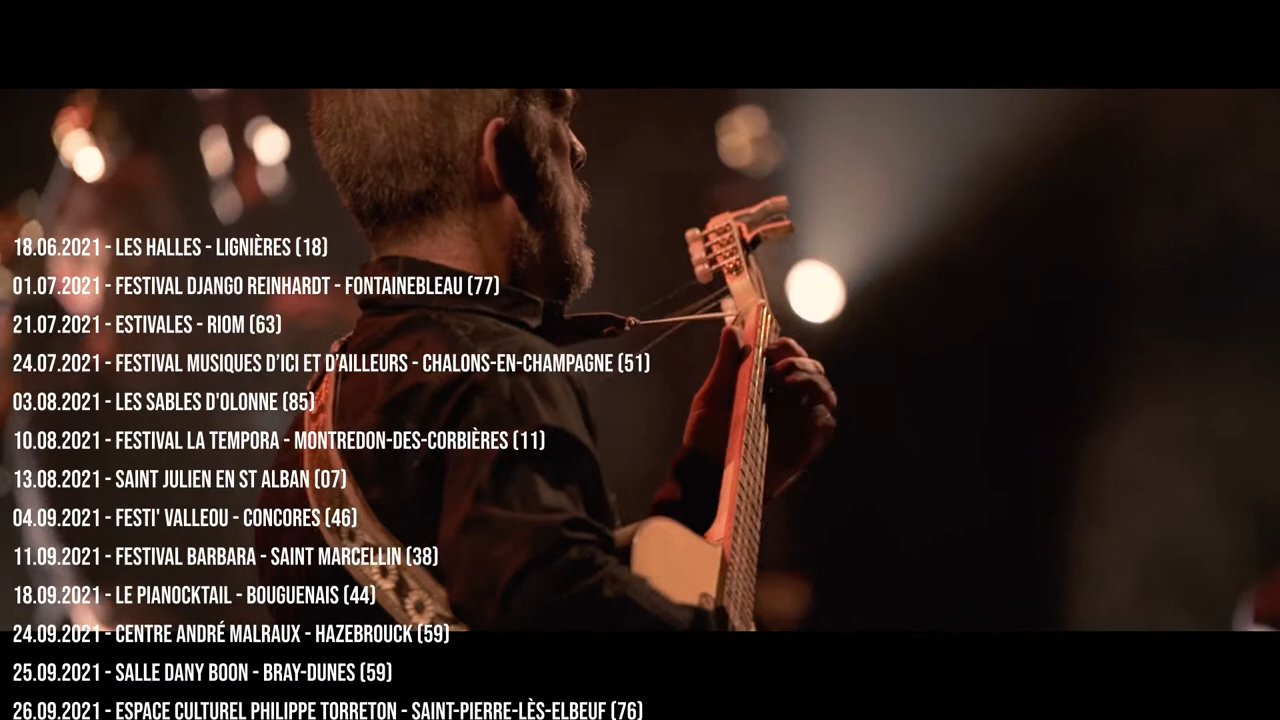 18.06.2021 - LES HALLES - LIGNIÈRES (18)
01.07.2021 - FESTIVAL DJANGO REINHARDT - FONTAINEBLEAU (77)
21.07.2021 - ESTIVALES - RIOM (63)
24.07.2021 - FESTIVAL MUSIQUES D'ICI ET D'AILLEURS - CHALONS-EN-CHAMPAGNE (51)
03.08.2021 - LES SABLES D'OLONNE (85)
10.08.2021 - FESTIVAL LA TEMPORA - MONTREDON-DES-CORBIÈRES (11)
13.08.2021 - SAINT JULIEN EN ST ALBAN (07)
04.09.2021 - FESTI' VALLEOU - CONCORES (46)
11.09.2021 - FESTIVAL BARBARA - SAINT MARCELLIN (38)
18.09.2021 - LE PIANOCKTAIL - BOUGUENAIS (44)
24.09.2021 - CENTRE ANDRÉ MALRAUX - HAZEBROUCK (59)
25.09.2021 - SALLE DANY BOON - BRAY-DUNES (59)
26.09.2021 - ESPACE CULTUREL PHILIPPE TORRETON - SAINT-PIERRE-LÈS-ELBEUF (76)